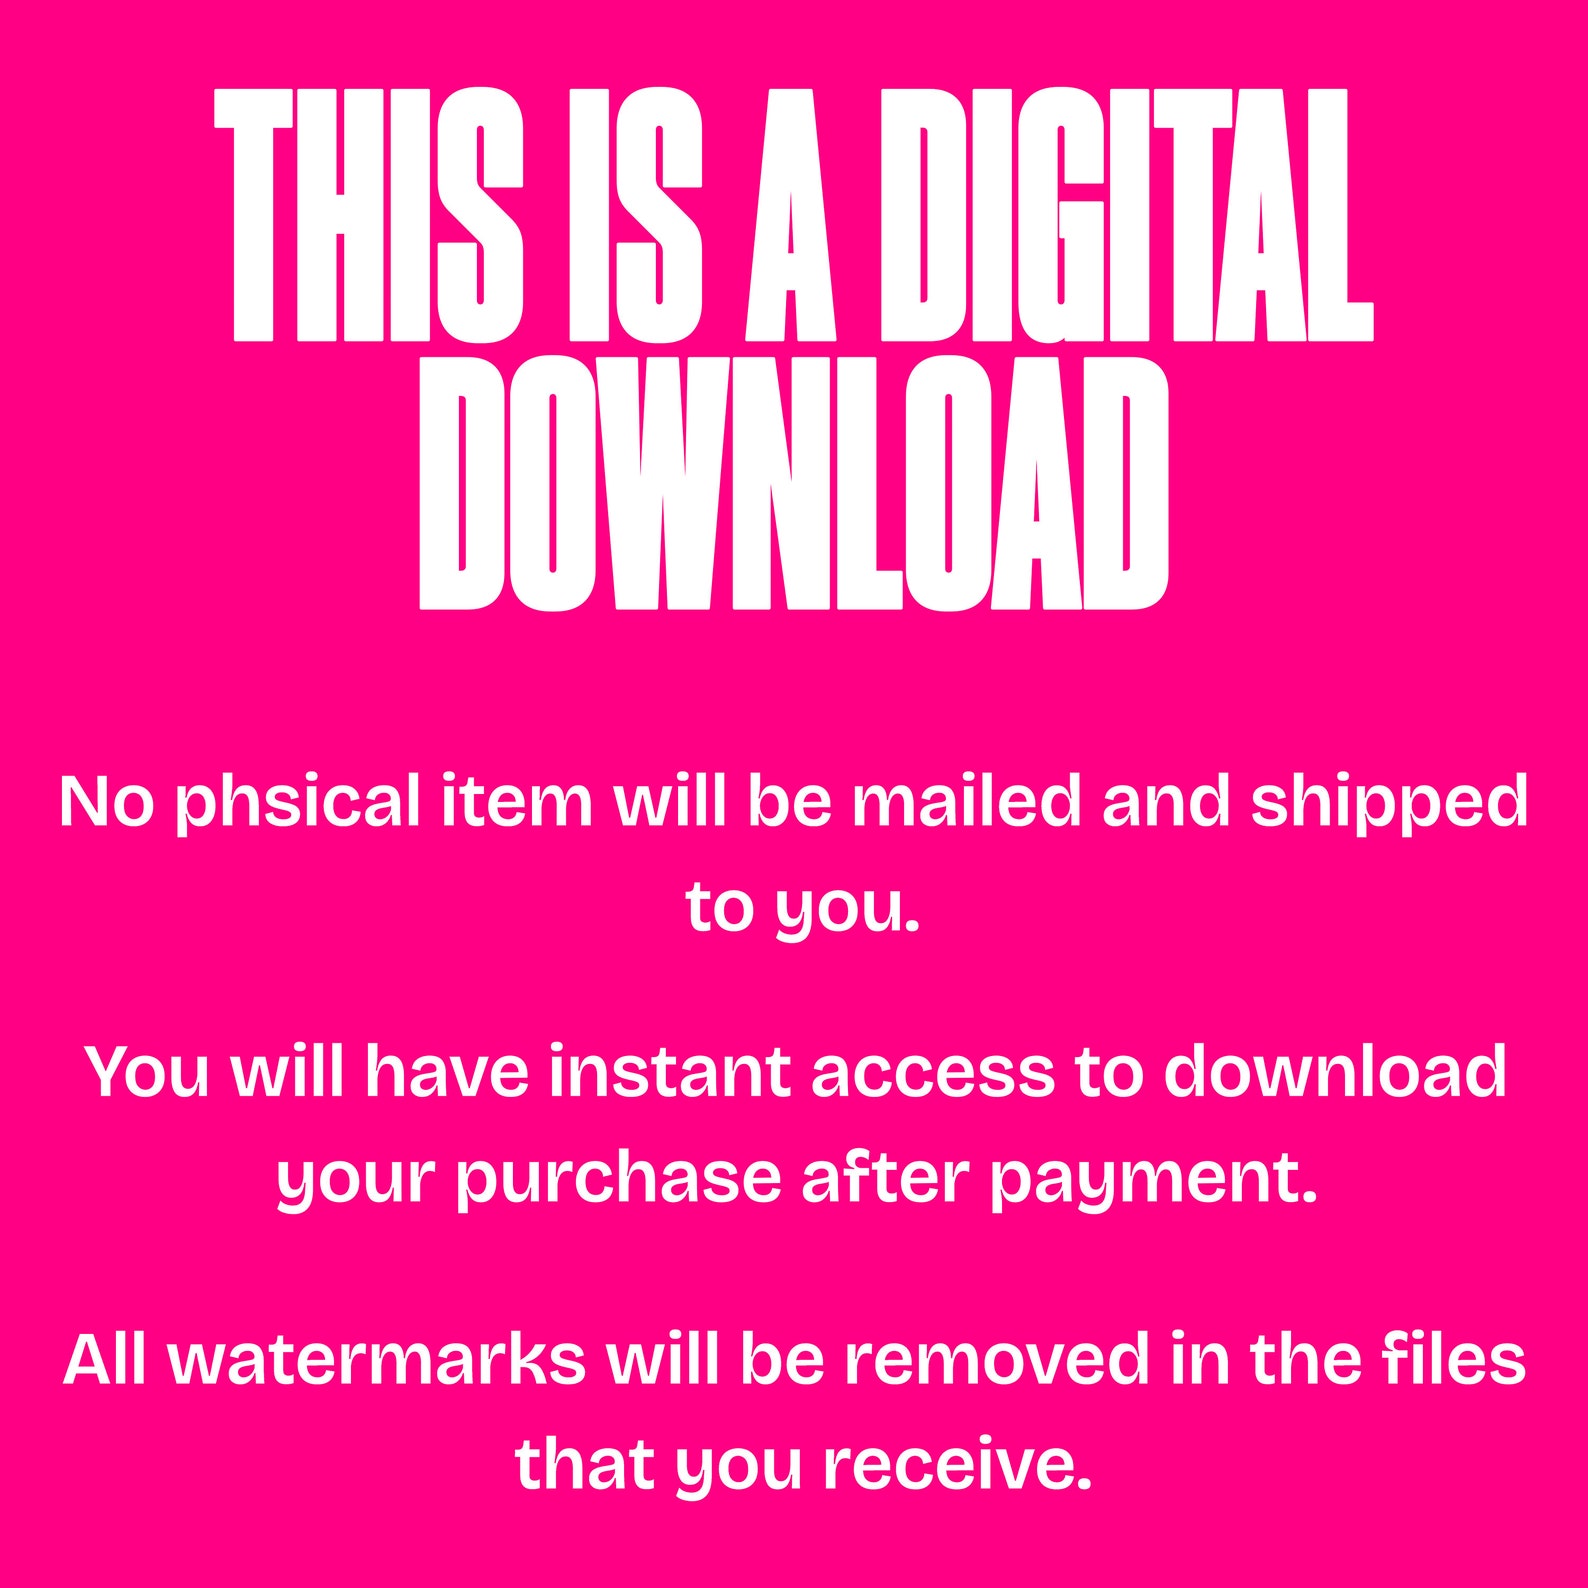 THIS IS A DIGITAL
DOWNLOAD
No phsical item will be mailed and shipped
to you.
You will have instant access to download
your purchase after payment.
All watermarks will be removed in the files
that you receive.